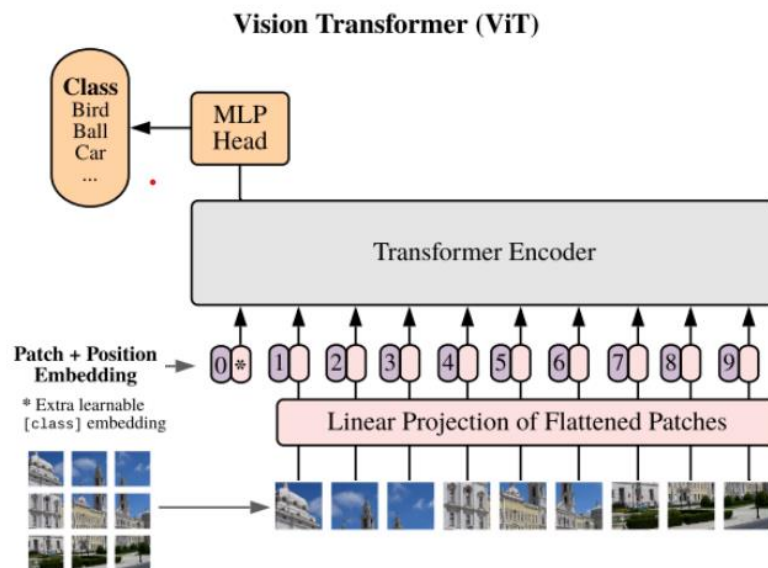 Vision Transformer (ViT)
Class
Bird
Ball
Car
...
MLP
Head
Transformer Encoder
Patch + Position
Embedding
0 * 1 2 3 4 5 6 7 8 9
* Extra learnable
[class] embedding
Linear Projection of Flattened Patches